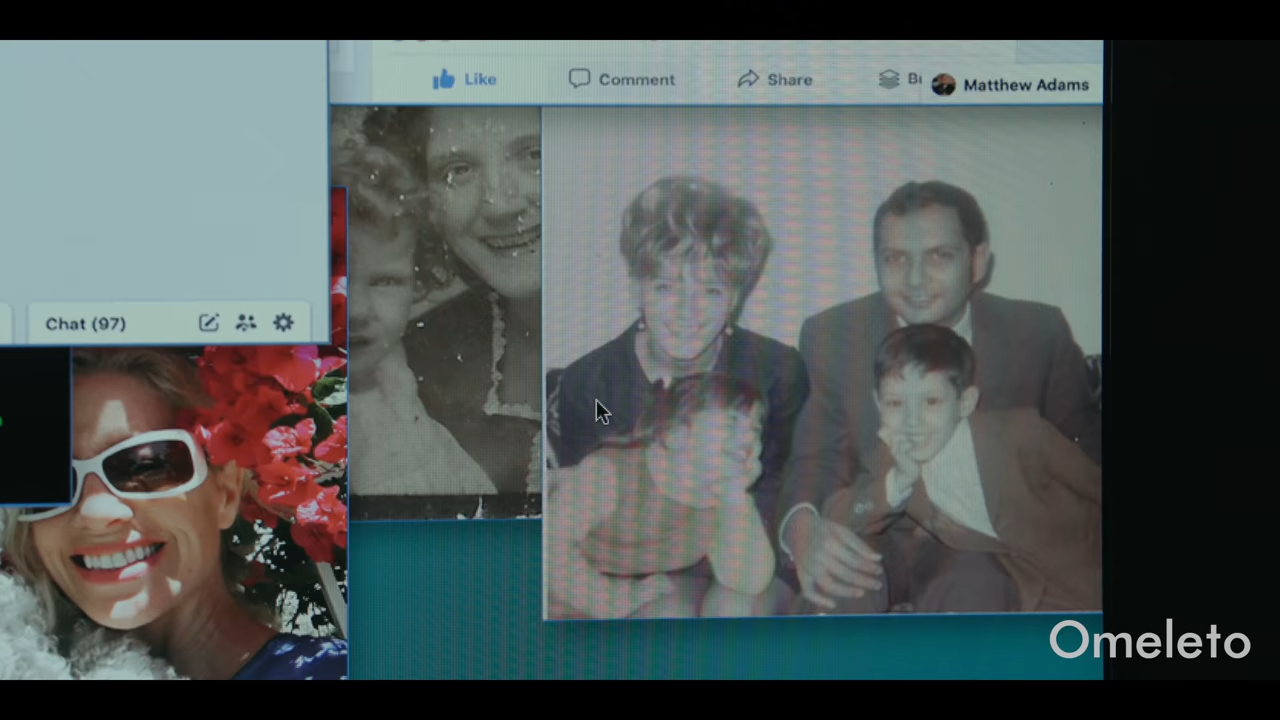 Like
Comment
Share
Matthew Adams
Chat (97)
Omeleto